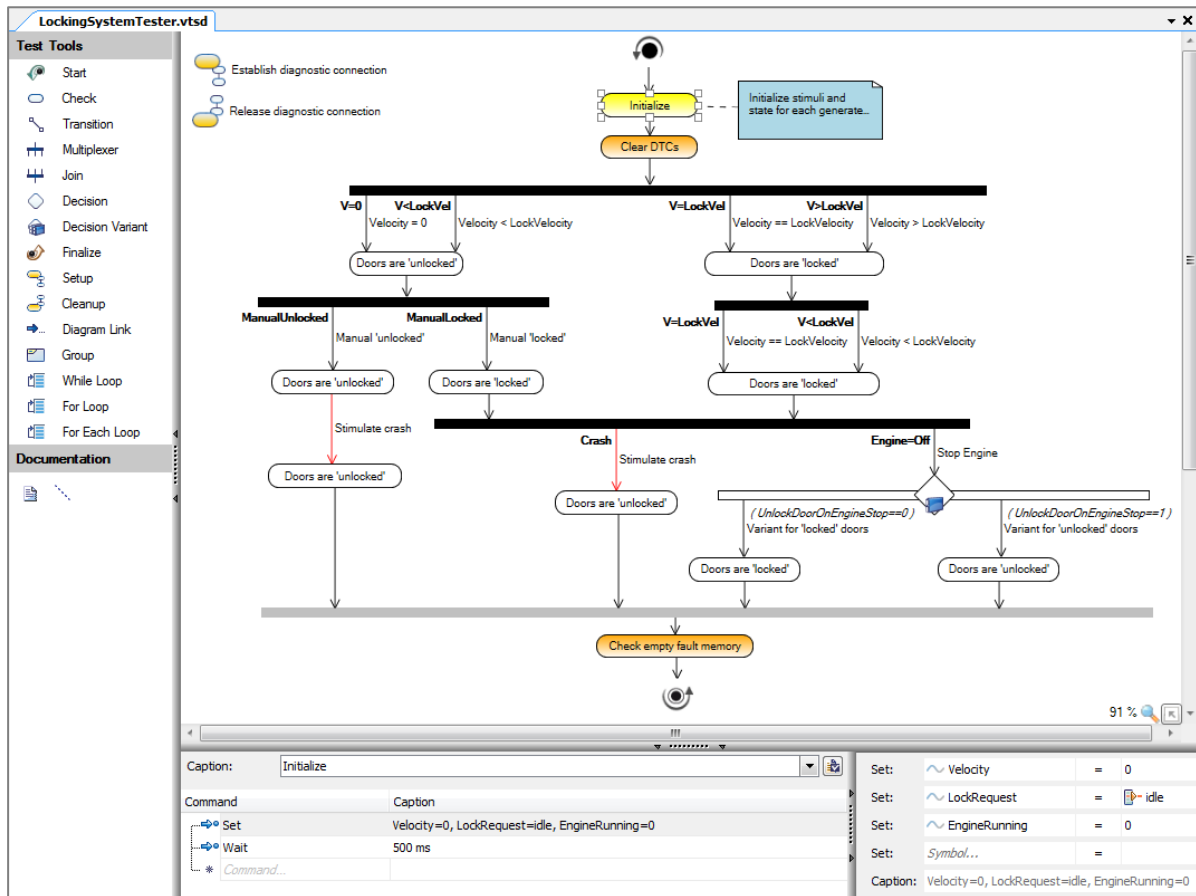 LockingSystemTester.vtsd
Test Tools
Start
Check
Transition
Multiplexer
Join
Decision
Decision Variant
Finalize
Setup
Cleanup
Diagram Link
Group
While Loop
For Loop
For Each Loop
Documentation
Establish diagnostic connection
Release diagnostic connection
Initialize
Initialize stimuli and
state for each generate...
Clear DTCs
V=0
V<LockVel
V=LockVel
V>LockVel
Velocity = 0
Velocity < LockVelocity
Velocity == LockVelocity
Velocity > LockVelocity
Doors are 'unlocked'
Doors are 'locked'
ManualUnlocked
ManualLocked
V=LockVel
V<LockVel
Manual 'unlocked'
Manual 'locked'
Velocity == LockVelocity
Velocity < LockVelocity
Doors are 'unlocked'
Doors are 'locked'
Doors are 'locked'
Stimulate crash
Crash
Engine=Off
Stimulate crash
Stop Engine
Doors are 'unlocked'
Doors are 'unlocked'
( UnlockDoorOnEngineStop==0 )
Variant for 'locked' doors
( UnlockDoorOnEngineStop==1 )
Variant for 'unlocked' doors
Doors are 'locked'
Doors are 'unlocked'
Check empty fault memory
91 %
Caption: Initialize
Command Caption
Set Velocity=0, LockRequest=idle, EngineRunning=0
Wait 500 ms
Command...
Set: Velocity = 0
Set: LockRequest = idle
Set: EngineRunning = 0
Set: Symbol... =
Caption: Velocity=0, LockRequest=idle, EngineRunning=0